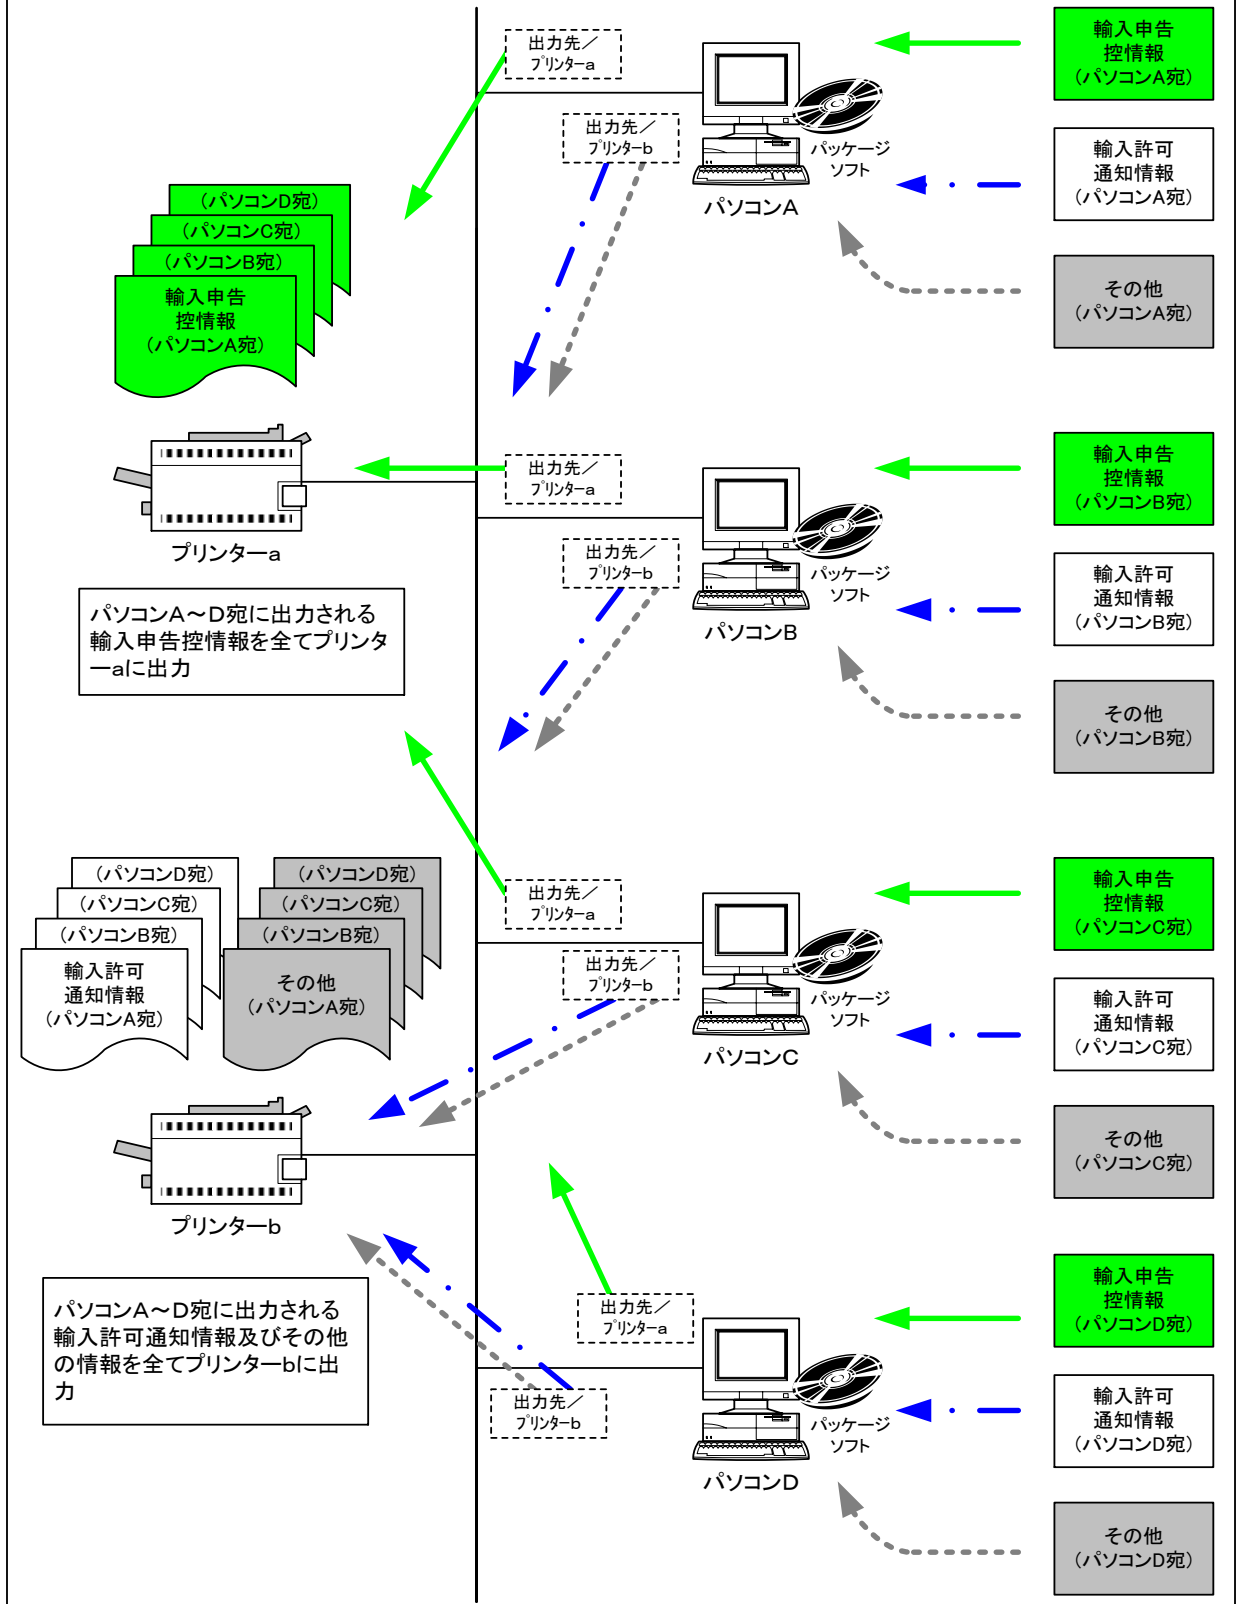 出力先／
プリンターa
輸入申告
控情報
（パソコンA宛）
出力先／
プリンターb
パッケージ
ソフト
パソコンA
輸入許可
通知情報
（パソコンA宛）
その他
（パソコンA宛）
（パソコンD宛）
（パソコンC宛）
（パソコンB宛）
輸入申告
控情報
（パソコンA宛）
プリンターa
出力先／
プリンターa
輸入申告
控情報
（パソコンB宛）
出力先／
プリンターb
パッケージ
ソフト
パソコンB
輸入許可
通知情報
（パソコンB宛）
その他
（パソコンB宛）
パソコンA～D宛に出力される
輸入申告控情報を全てプリンタ
ーaに出力
出力先／
プリンターa
輸入申告
控情報
（パソコンC宛）
出力先／
プリンターb
パッケージ
ソフト
パソコンC
輸入許可
通知情報
（パソコンC宛）
その他
（パソコンC宛）
（パソコンD宛）
（パソコンC宛）
（パソコンB宛）
輸入許可
通知情報
（パソコンA宛）
（パソコンD宛）
（パソコンC宛）
（パソコンB宛）
その他
（パソコンA宛）
プリンターb
パソコンA～D宛に出力される
輸入許可通知情報及びその他
の情報を全てプリンターbに出
力
出力先／
プリンターa
輸入申告
控情報
（パソコンD宛）
出力先／
プリンターb
パッケージ
ソフト
パソコンD
輸入許可
通知情報
（パソコンD宛）
その他
（パソコンD宛）